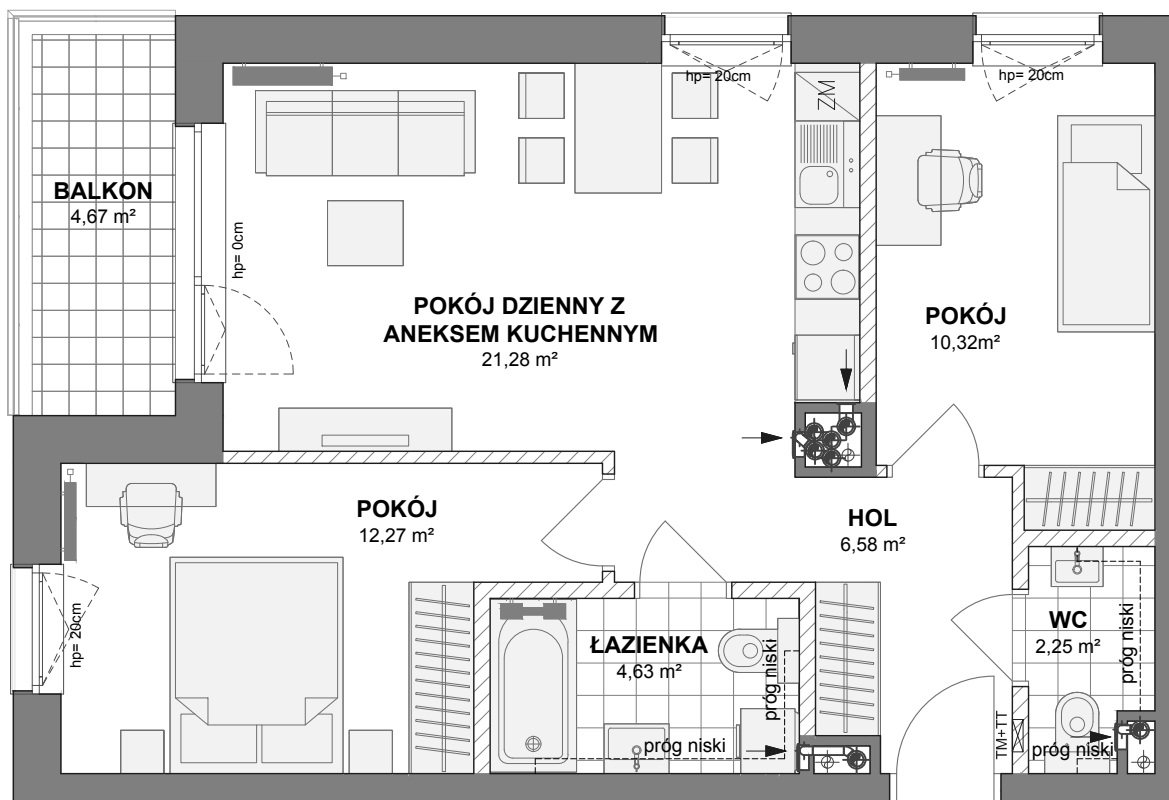 hp= 20cm
hp= 20cm
ZM
BALKON
4,67 m²
hp= 0cm
POKÓJ DZIENNY Z
ANEKSEM KUCHENNYM
21,28 m²
POKÓJ
10,32m²
POKÓJ
12,27 m²
HOL
6,58 m²
hp= 20cm
ŁAZIENKA
4,63 m²
próg niski
próg niski
WC
2,25 m²
próg niski
próg niski
TM+TT